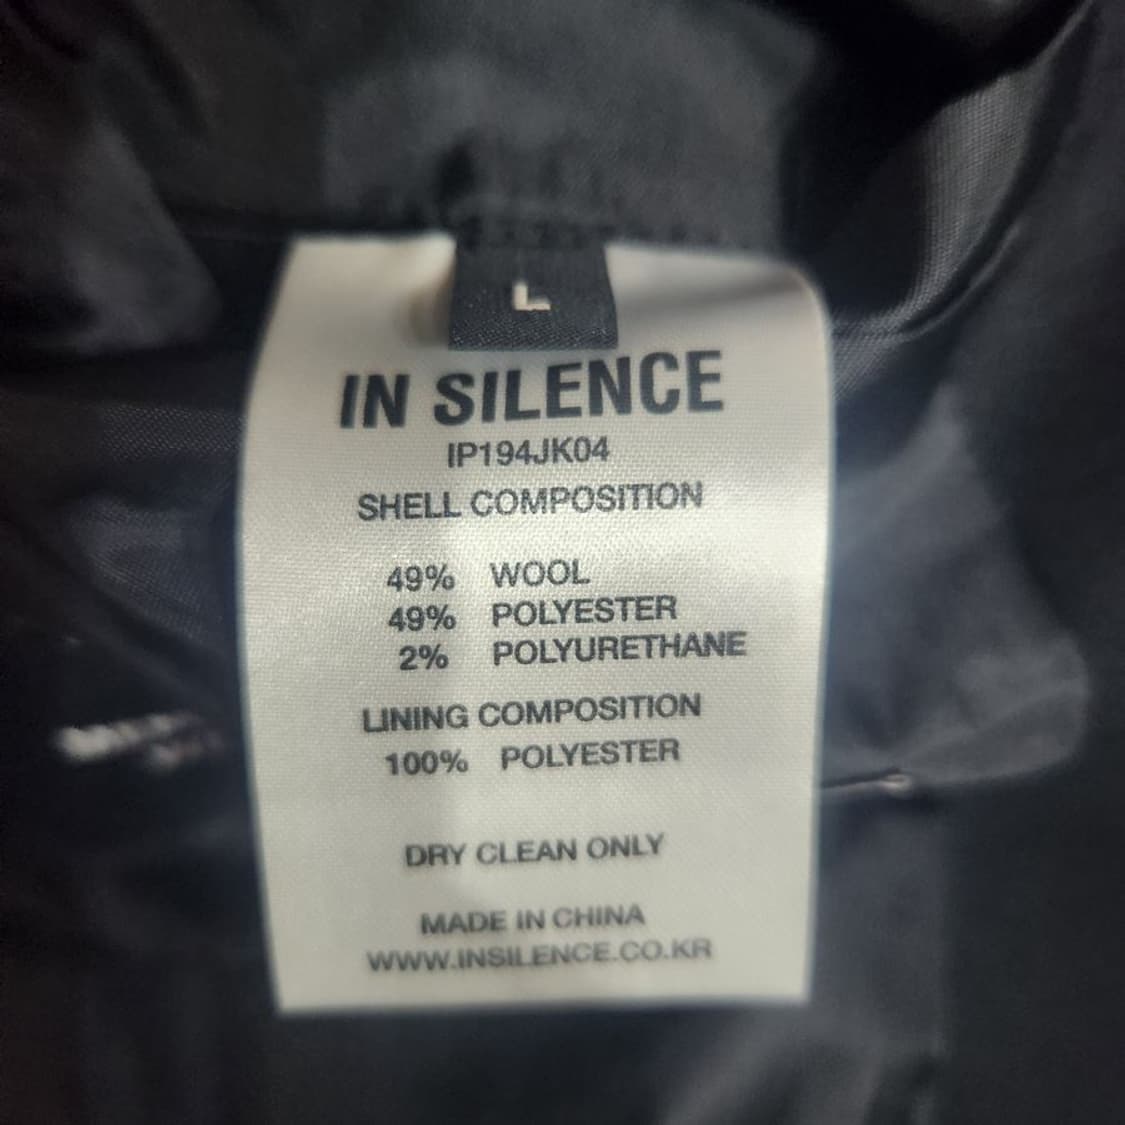 L
IN SILENCE
IP194JK04
SHELL COMPOSITION
49% WOOL
49% POLYESTER
2% POLYURETHANE
LINING COMPOSITION
100% POLYESTER
DRY CLEAN ONLY
MADE IN CHINA
WWW.INSILENCE.CO.KR